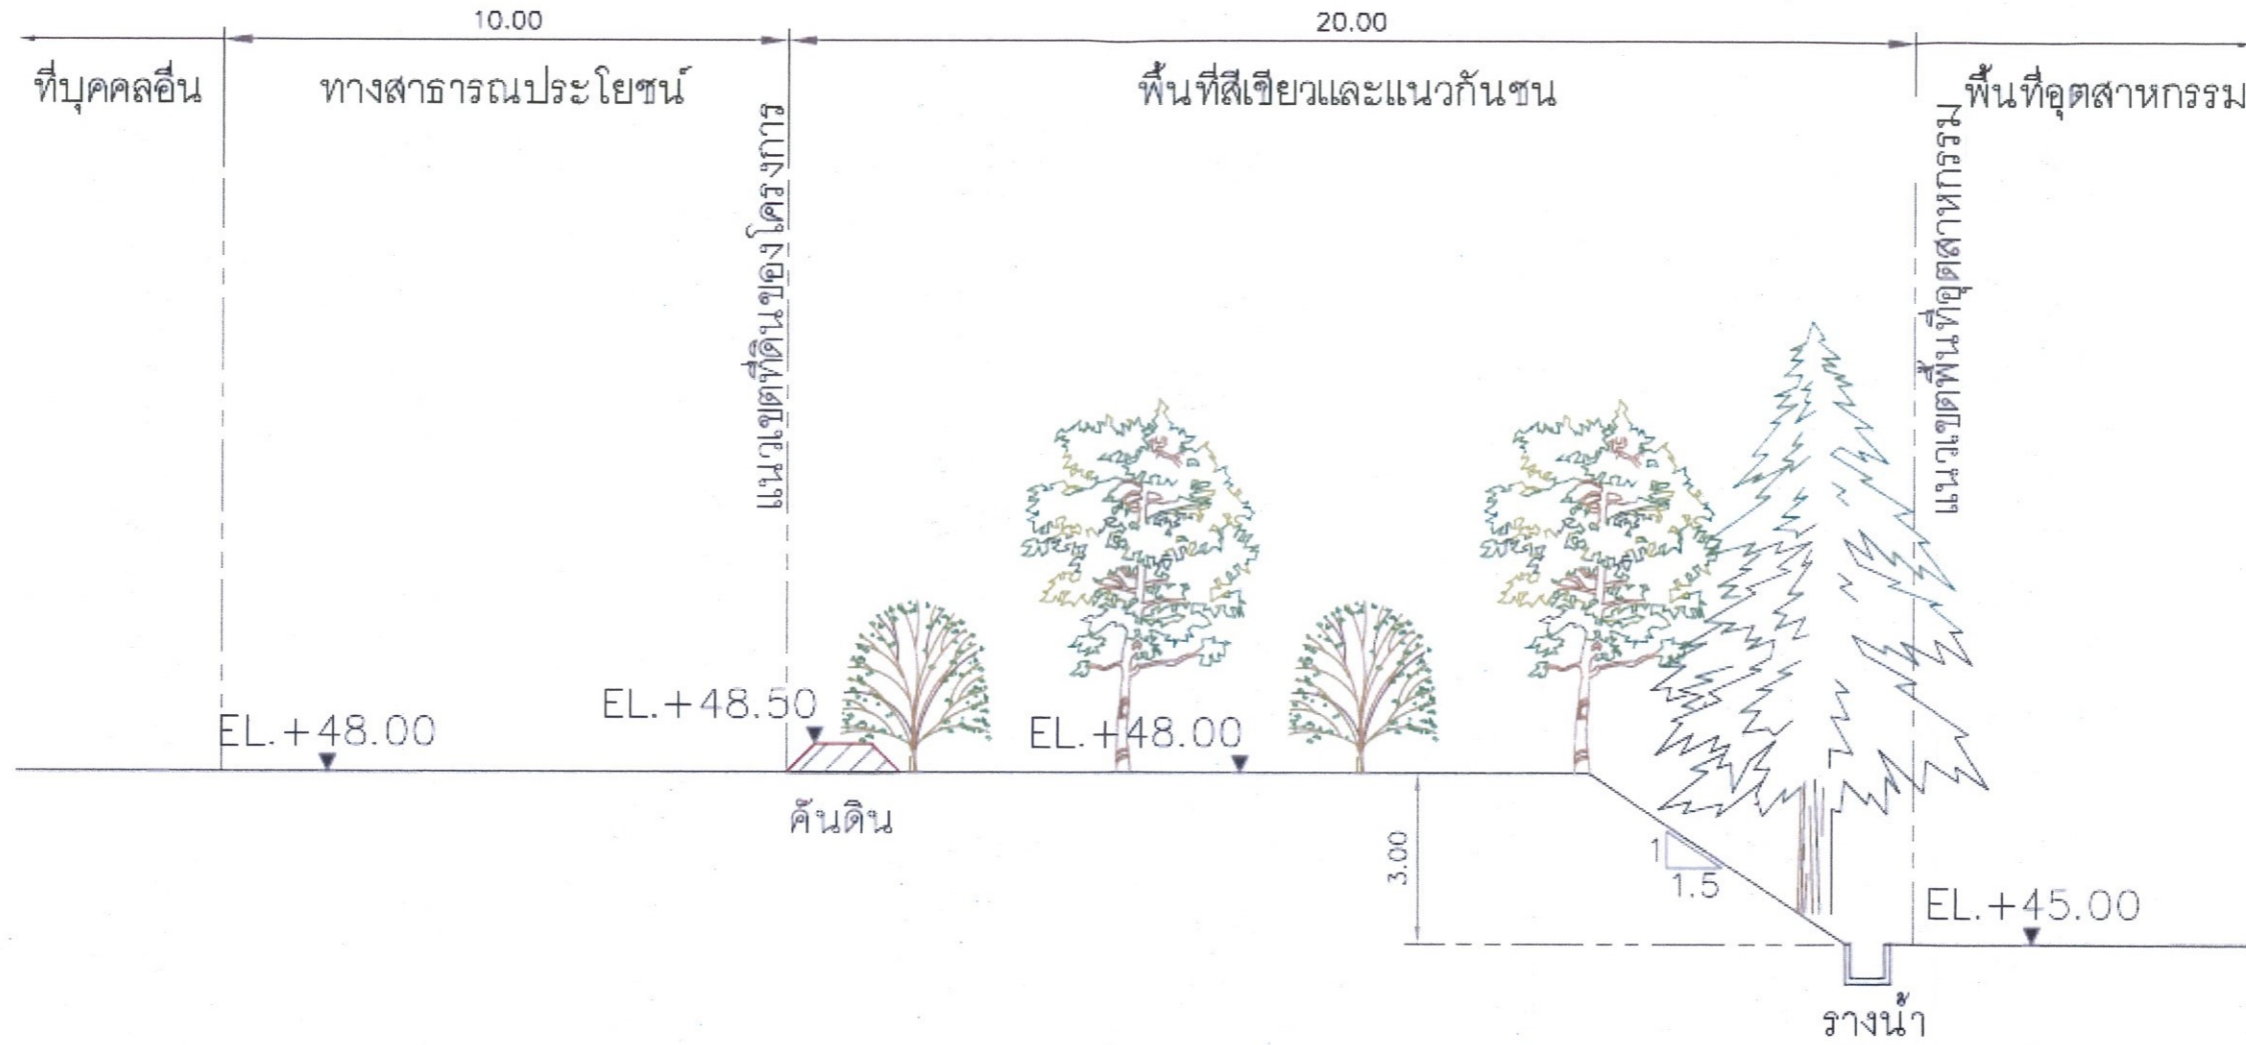 10.00
20.00
ที่บุคคลอื่น
ทางสาธารณประโยชน์
พื้นที่สีเขียวและแนวกันชน
พื้นที่อุตสาหกรรม
แนวเขตที่ดินของโครงการ
แนวเขตพื้นที่อุตสาหกรรม
EL.+48.00
EL.+48.50
EL.+48.00
คันดิน
3.00
1
1.5
EL.+45.00
รางน้ำ